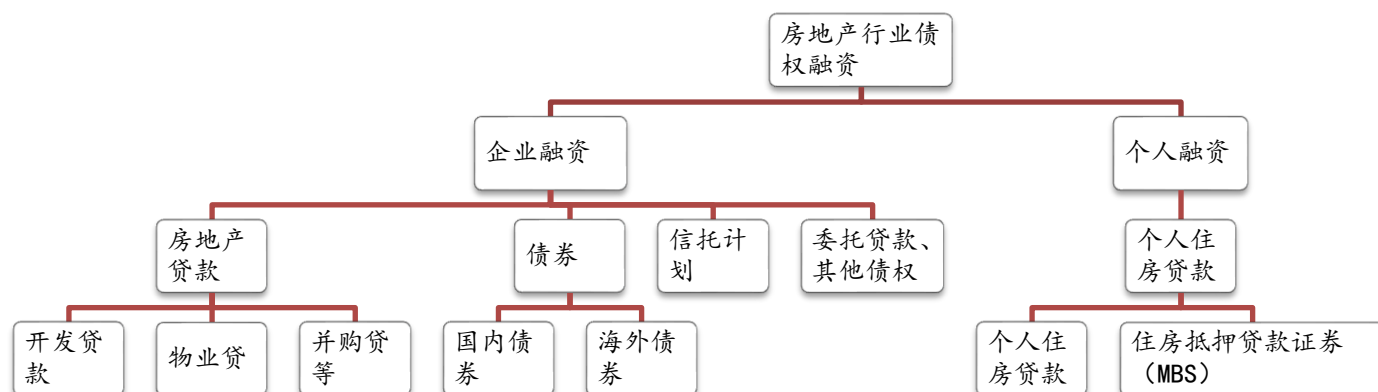 房地产行业债
权融资
企业融资
个人融资
房地产
贷款
债券
信托计
划
委托贷款、
其他债权
个人住
房贷款
开发贷
款
物业贷
并购贷
等
国内债
券
海外债
券
个人住
房贷款
住房抵押贷款证券
（MBS）